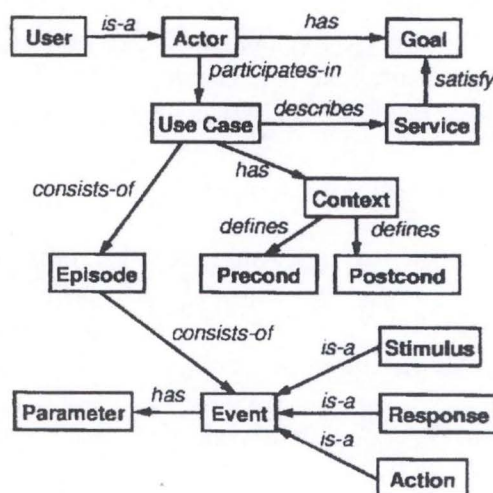 User is-a Actor has Goal
participates-in satisfy
Use Case describes Service
consists-of has
Context
defines defines
Episode Precond Postcond
consists-of
is-a Stimulus
Parameter has Event is-a Response
is-a
Action